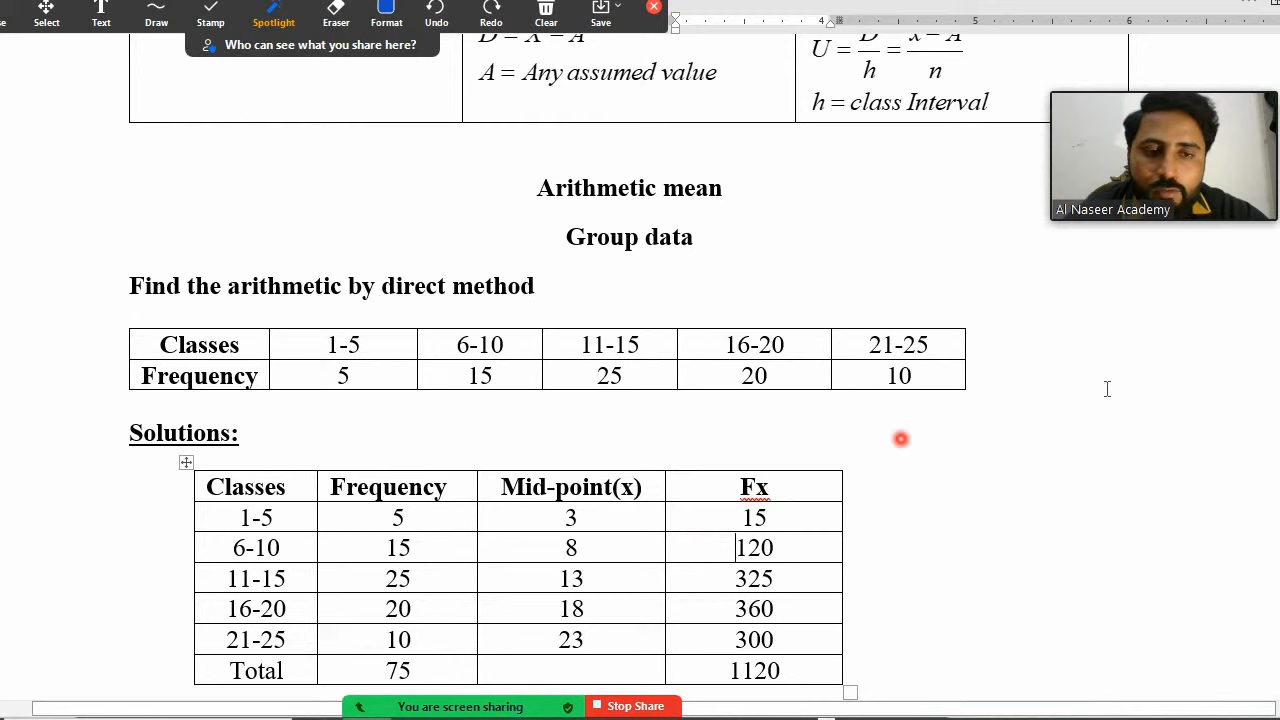 Select Text Draw Stamp Spotlight Eraser Format Undo Redo Clear Save
4 5 6
Who can see what you share here?
D = X − A
A = Any assumed value
U = D/h = x − A/n
h = class Interval
Al Naseer Academy
Arithmetic mean
Group data
Find the arithmetic by direct method
Classes 1-5 6-10 11-15 16-20 21-25
Frequency 5 15 25 20 10
Solutions:
Classes Frequency Mid-point(x) Fx
1-5 5 3 15
6-10 15 8 120
11-15 25 13 325
16-20 20 18 360
21-25 10 23 300
Total 75 1120
You are screen sharing Stop Share